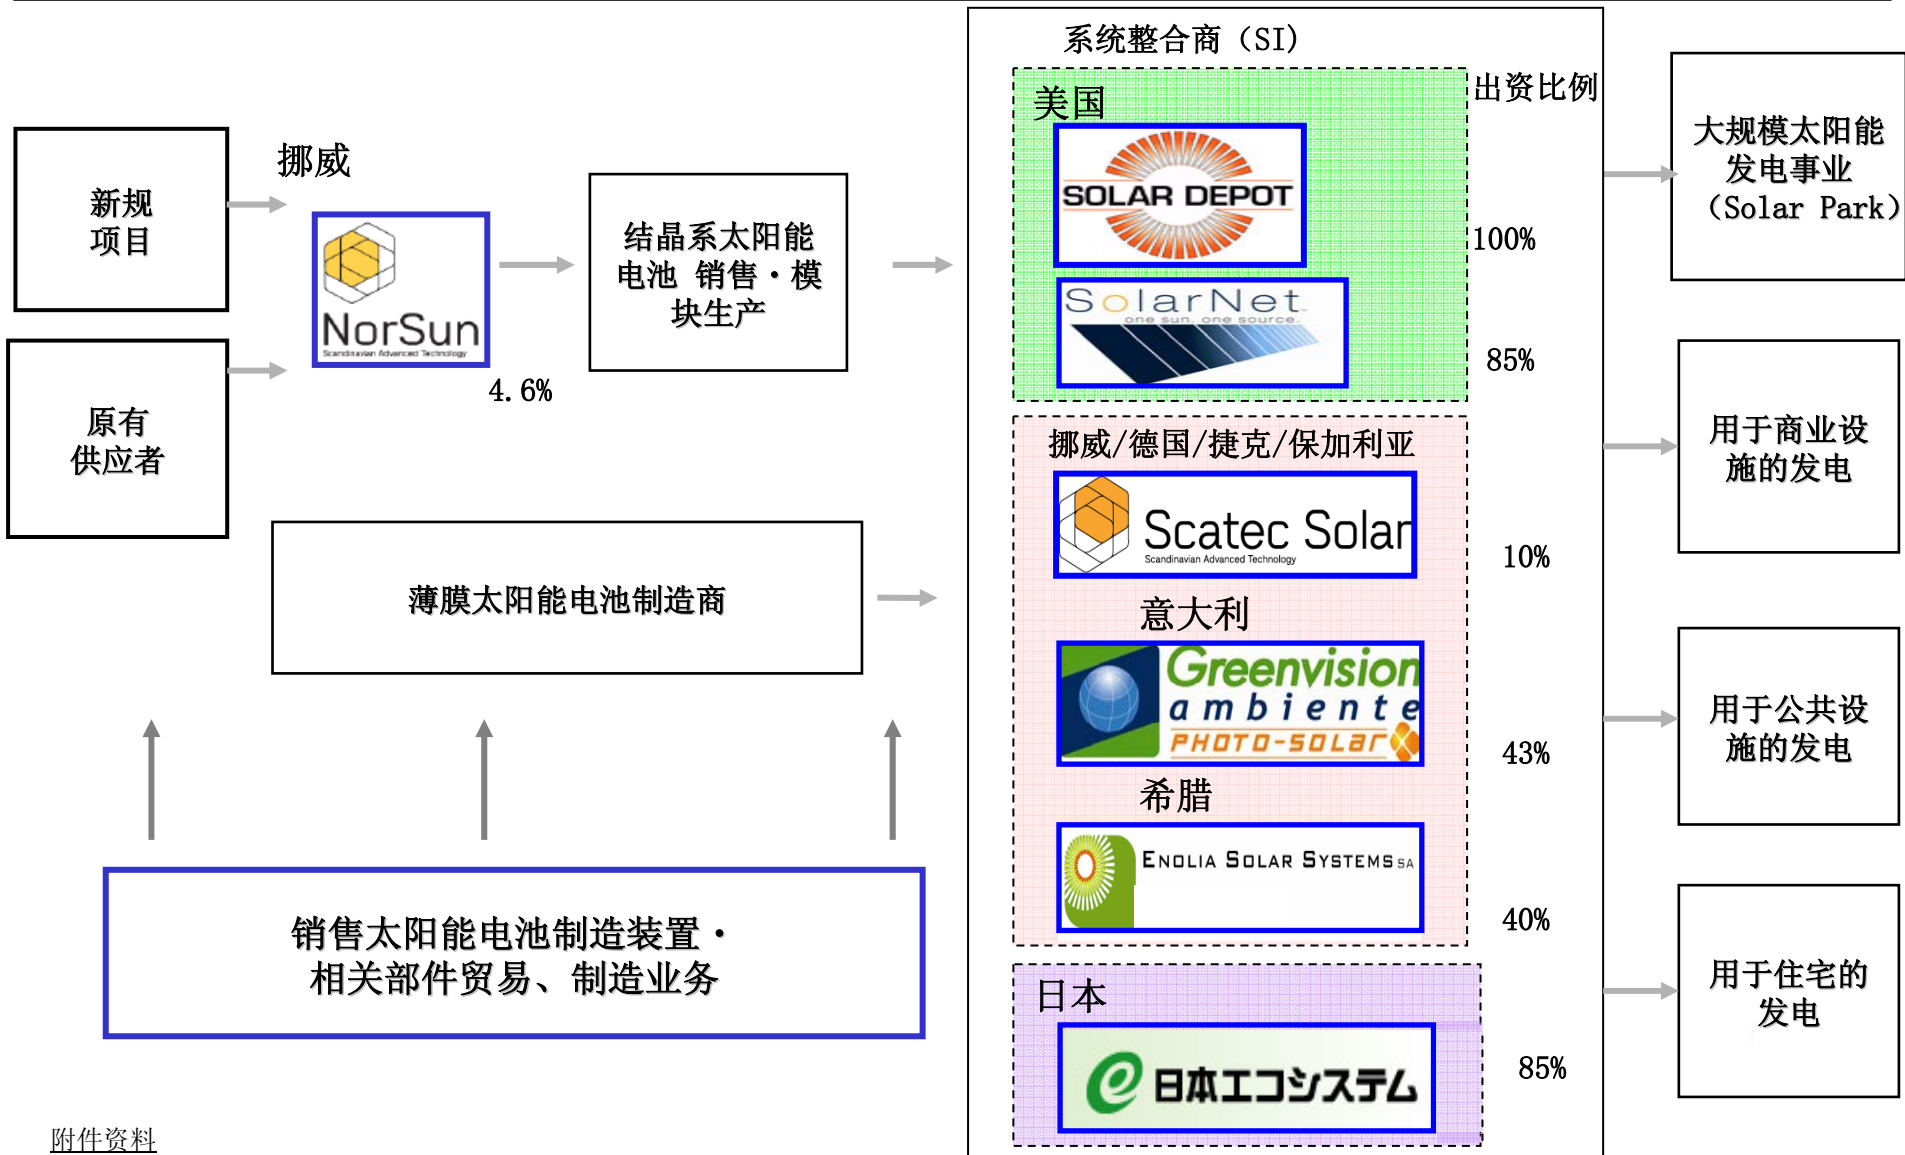 系统整合商（SI）
出资比例
美国
SOLAR DEPOT
100%
SolarNet
one sun. one source.
85%
挪威/德国/捷克/保加利亚
Scatec Solar
Scandinavian Advanced Technology
10%
意大利
Greenvision
ambiente
PHOTO-SOLAR
43%
希腊
ENOLIA SOLAR SYSTEMS SA
40%
日本
日本エコシステム
85%
新规
项目
挪威
NorSun
Scandinavian Advanced Technology
4.6%
原有
供应者
结晶系太阳能
电池 销售·模
块生产
薄膜太阳能电池制造商
销售太阳能电池制造装置·
相关部件贸易、制造业务
大规模太阳能
发电事业
（Solar Park）
用于商业设
施的发电
用于公共设
施的发电
用于住宅的
发电
附件资料